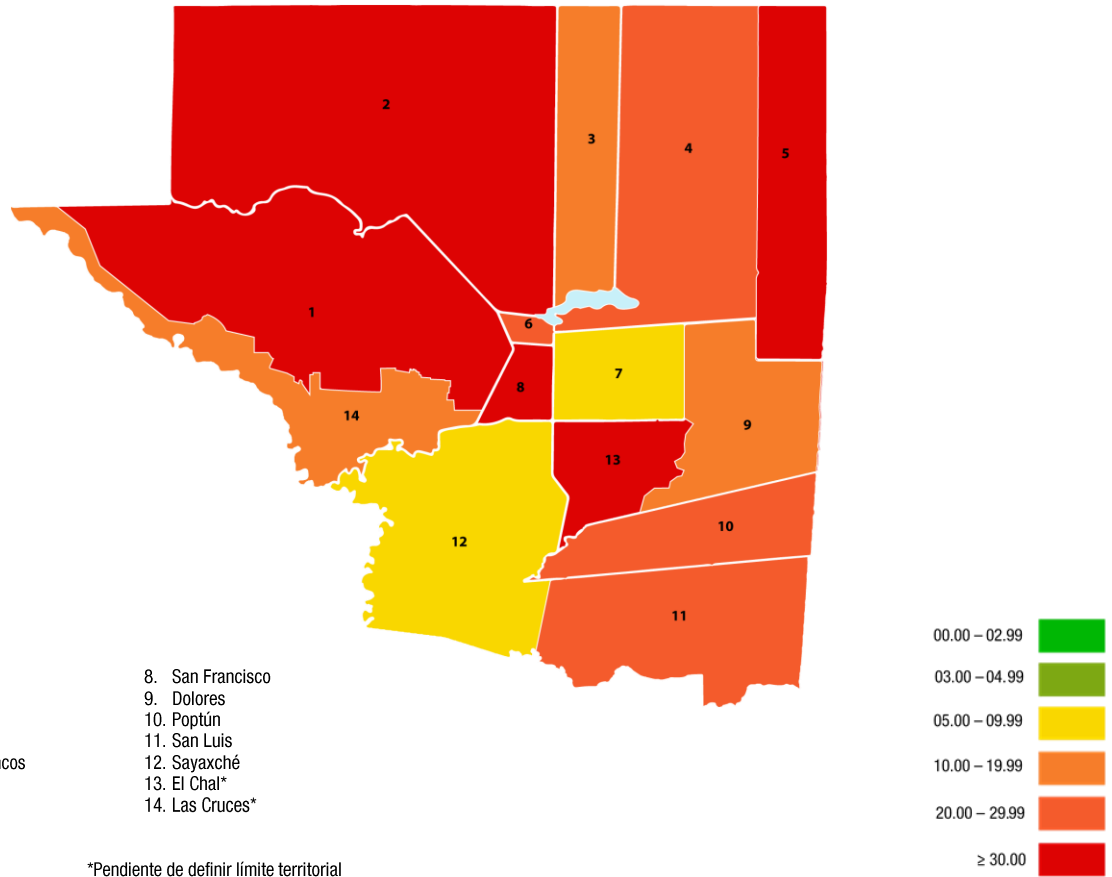 2
3
4
5
1
6
7
8
14
9
13
10
12
11
00.00 – 02.99
03.00 – 04.99
05.00 – 09.99
10.00 – 19.99
20.00 – 29.99
≥ 30.00
8. San Francisco
9. Dolores
10. Poptún
11. San Luis
12. Sayaxché
13. El Chal*
14. Las Cruces*
*Pendiente de definir límite territorial